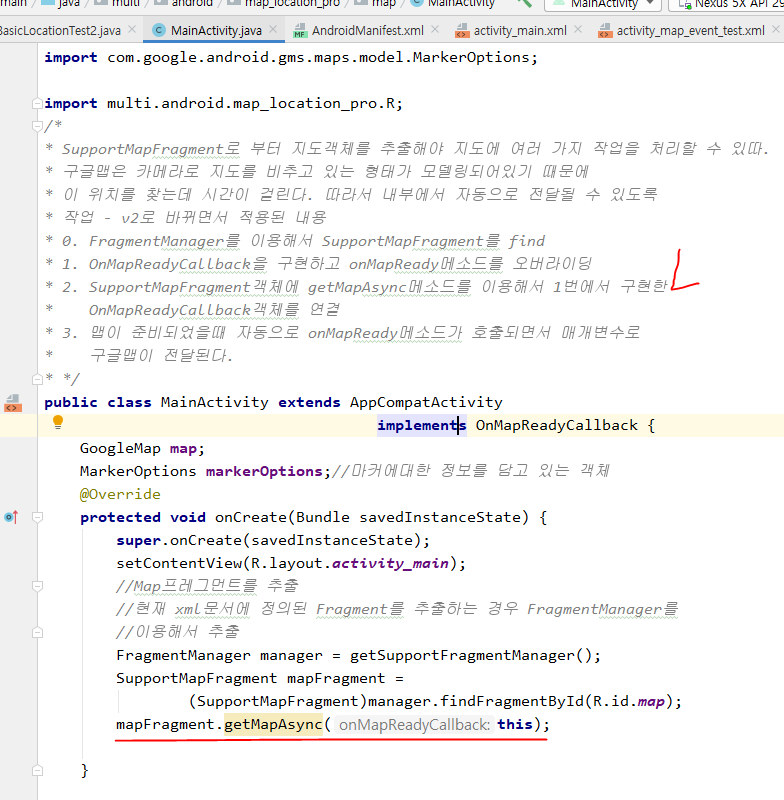 main java multi android map_location_pro map MainActivity MainActivity Nexus 5X API 29
BasicLocationTest2.java MainActivity.java AndroidManifest.xml activity_main.xml activity_map_event_test.xml
import com.google.android.gms.maps.model.MarkerOptions;
import multi.android.map_location_pro.R;
/*
* SupportMapFragment로 부터 지도객체를 추출해야 지도에 여러 가지 작업을 처리할 수 있따.
* 구글맵은 카메라로 지도를 비추고 있는 형태가 모델링되어있기 때문에
* 이 위치를 찾는데 시간이 걸린다. 따라서 내부에서 자동으로 전달될 수 있도록
* 작업 - v2로 바뀌면서 적용된 내용
* 0. FragmentManager를 이용해서 SupportMapFragment를 find
* 1. OnMapReadyCallback을 구현하고 onMapReady메소드를 오버라이딩
* 2. SupportMapFragment객체에 getMapAsync메소드를 이용해서 1번에서 구현한
* OnMapReadyCallback객체를 연결
* 3. 맵이 준비되었을때 자동으로 onMapReady메소드가 호출되면서 매개변수로
* 구글맵이 전달된다.
* */
public class MainActivity extends AppCompatActivity
implements OnMapReadyCallback {
GoogleMap map;
MarkerOptions markerOptions;//마커에대한 정보를 담고 있는 객체
@Override
protected void onCreate(Bundle savedInstanceState) {
super.onCreate(savedInstanceState);
setContentView(R.layout.activity_main);
//Map프레그먼트를 추출
//현재 xml문서에 정의된 Fragment를 추출하는 경우 FragmentManager를
//이용해서 추출
FragmentManager manager = getSupportFragmentManager();
SupportMapFragment mapFragment =
(SupportMapFragment)manager.findFragmentById(R.id.map);
mapFragment.getMapAsync( onMapReadyCallback: this);
}